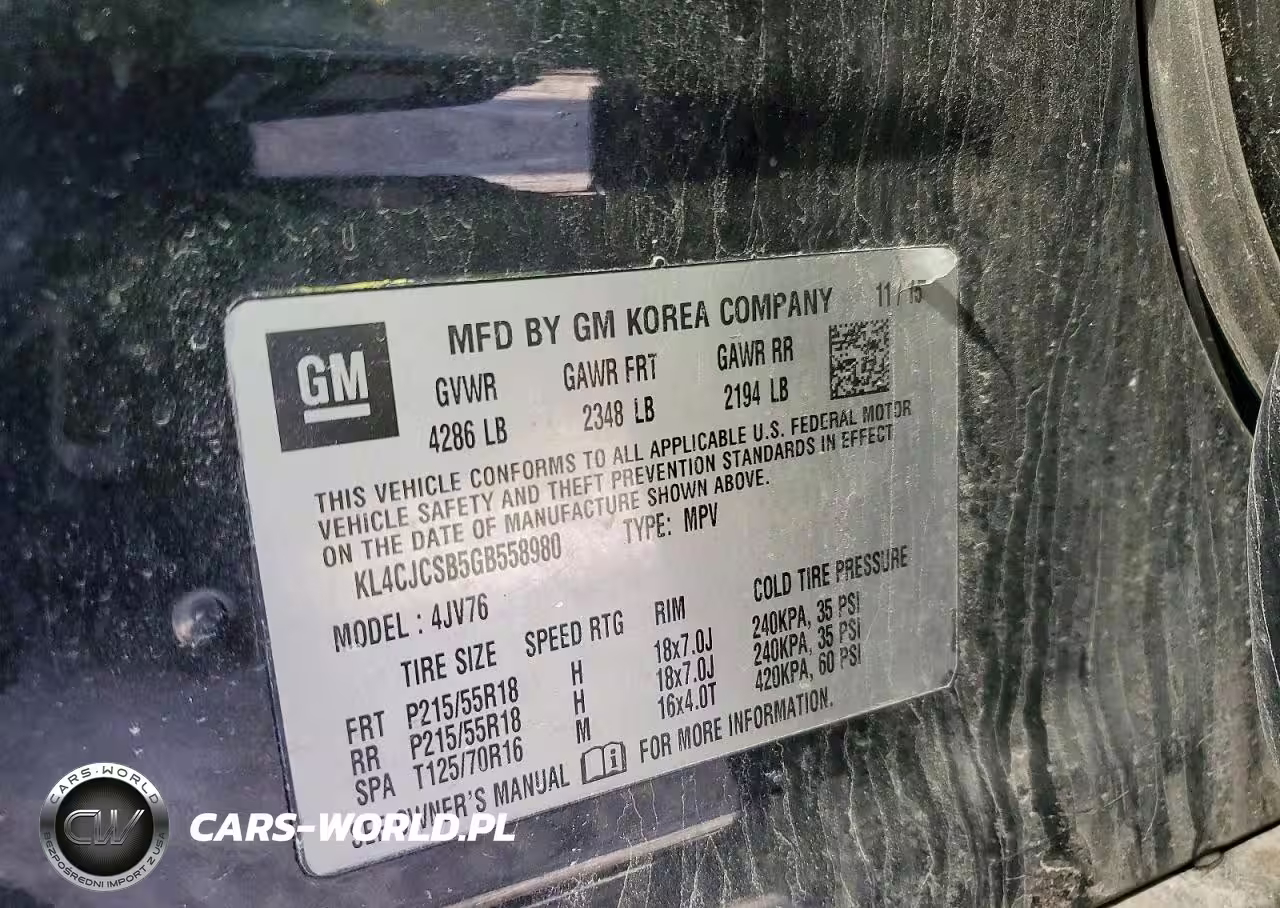 MFD BY GM KOREA COMPANY 11/15
GM
GVWR GAWR FRT GAWR RR
4286 LB 2348 LB 2194 LB
THIS VEHICLE CONFORMS TO ALL APPLICABLE U.S. FEDERAL MOTOR
VEHICLE SAFETY AND THEFT PREVENTION STANDARDS IN EFFECT
ON THE DATE OF MANUFACTURE SHOWN ABOVE.
KL4CJCSB5GB558980 TYPE: MPV
MODEL : 4JV76
TIRE SIZE SPEED RTG RIM COLD TIRE PRESSURE
FRT P215/55R18 H 18x7.0J 240KPA, 35 PSI
RR P215/55R18 H 18x7.0J 240KPA, 35 PSI
SPA T125/70R16 M 16x4.0T 420KPA, 60 PSI
OWNER'S MANUAL i FOR MORE INFORMATION.
CARS-WORLD
CW
BEZPOŚREDNI IMPORT Z USA
CARS-WORLD.PL